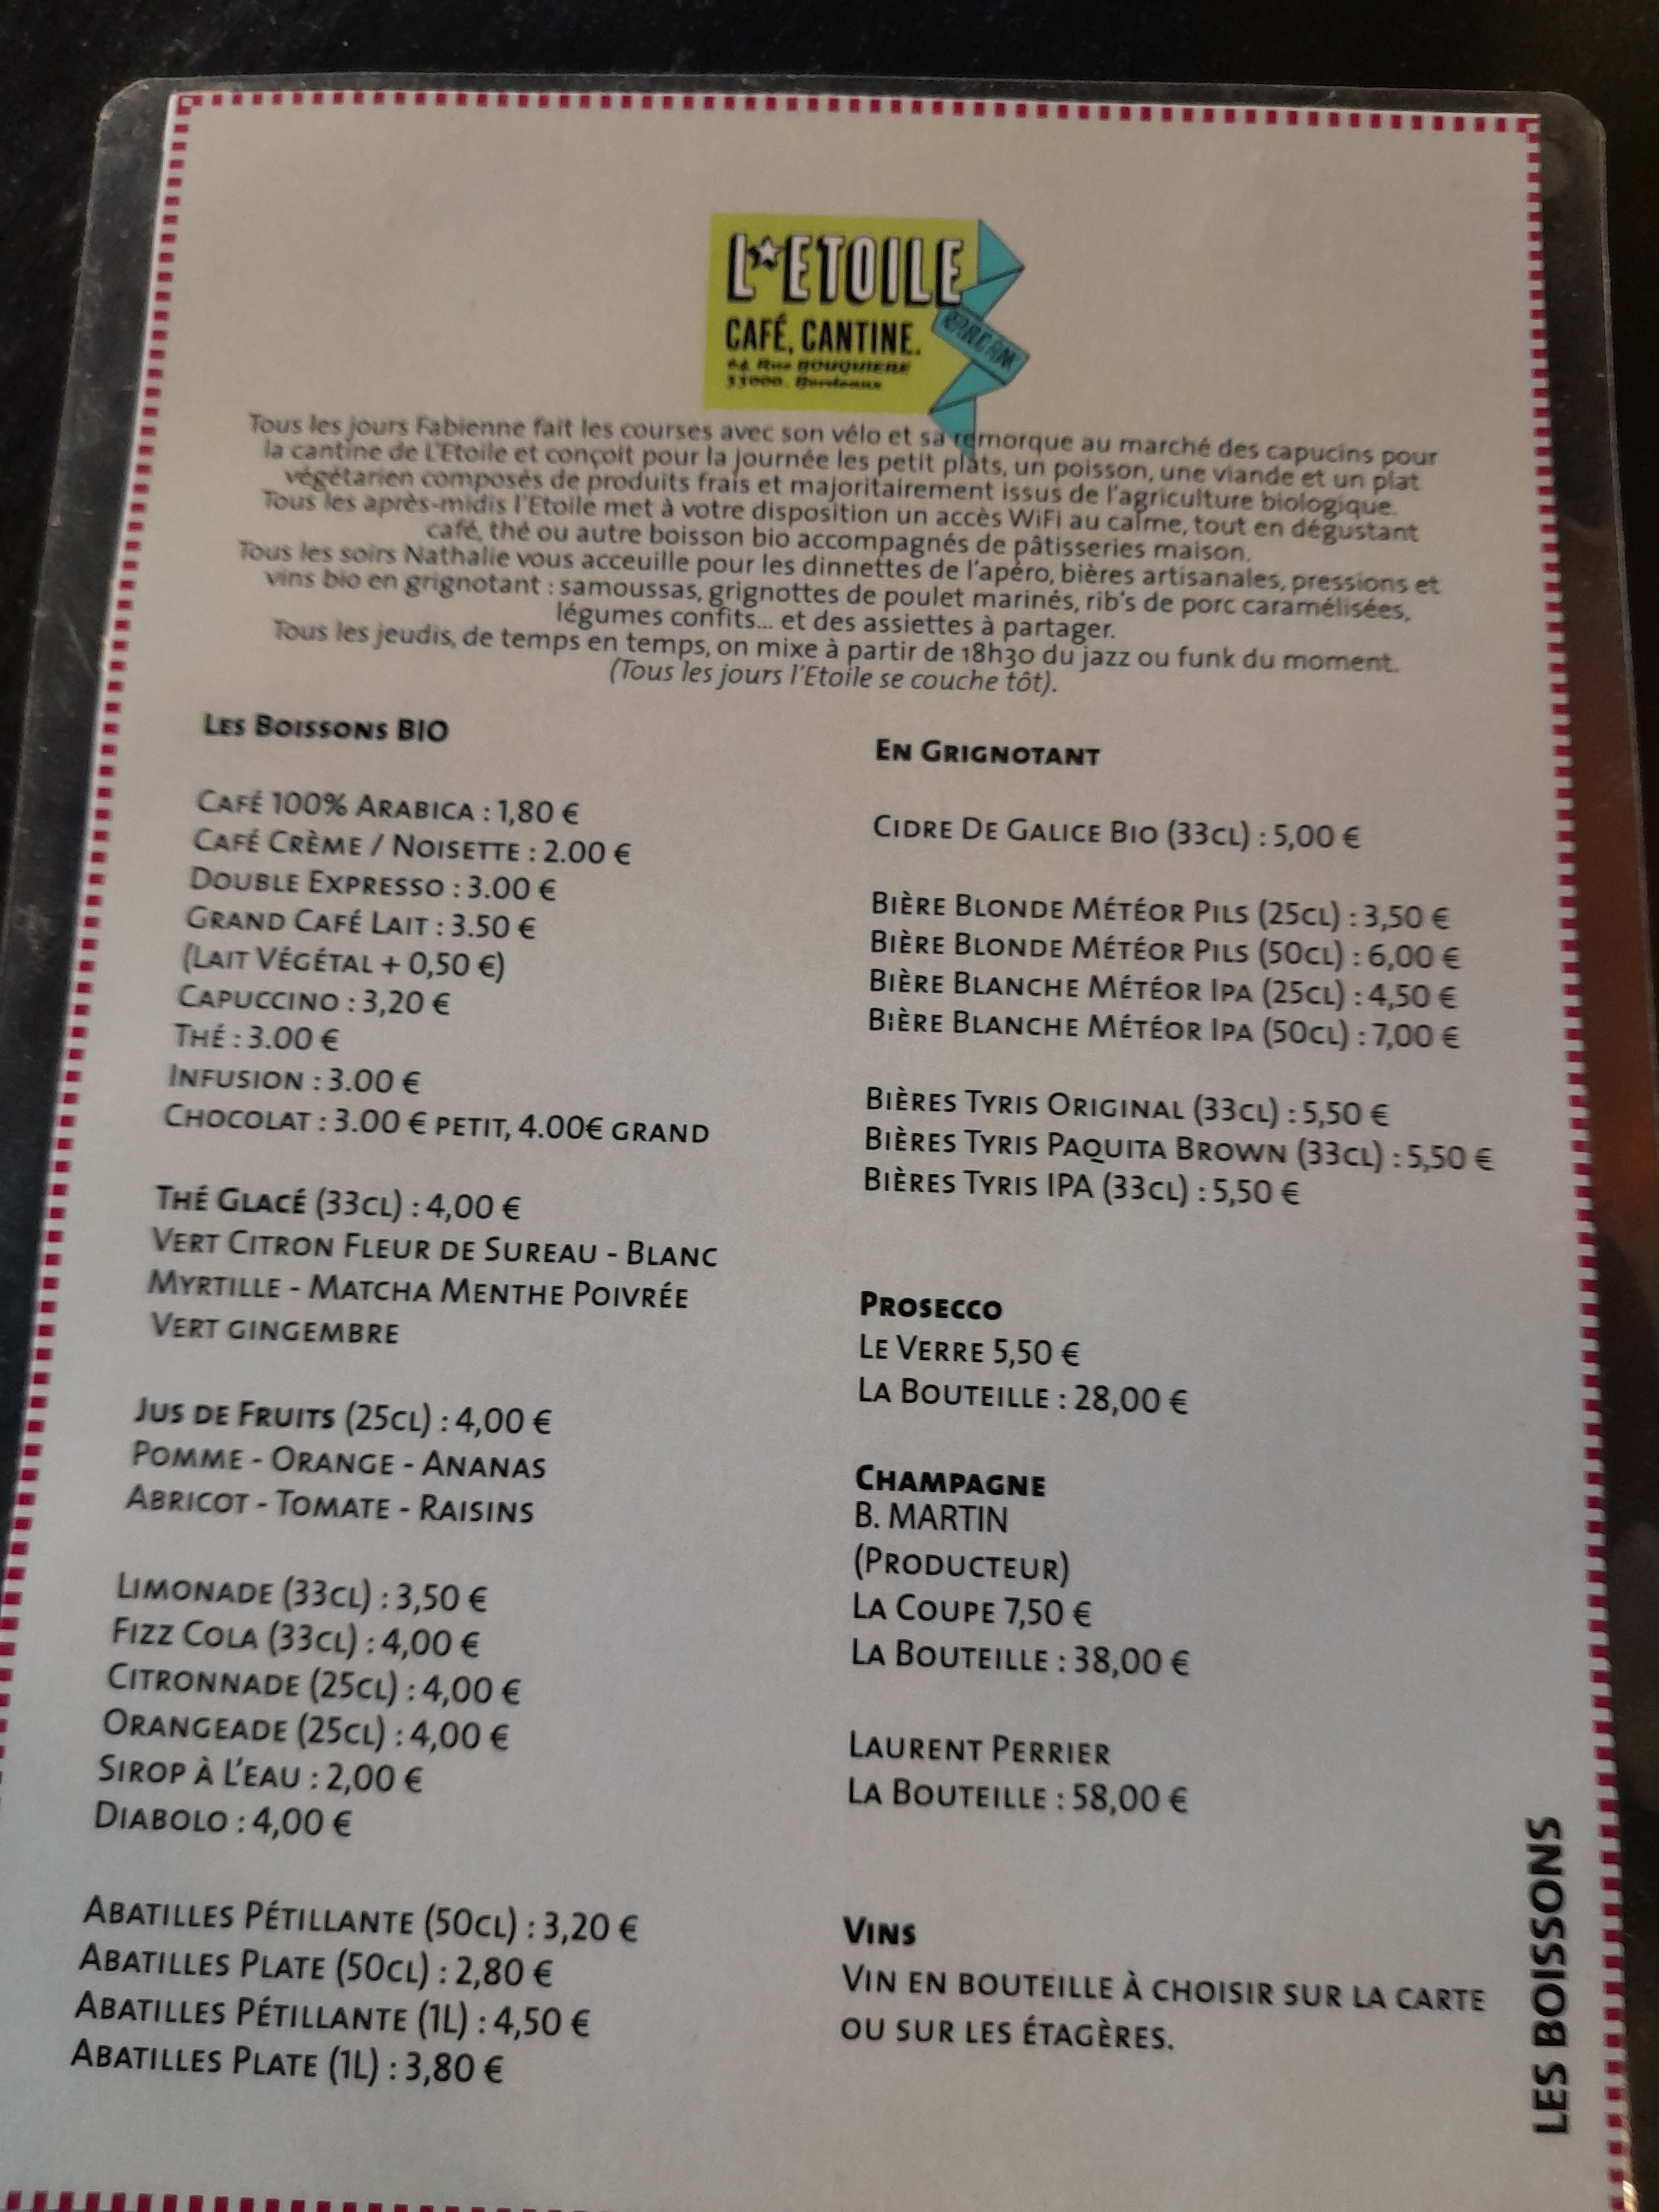 L'ETOILE
CAFÉ, CANTINE.
64 Rue BOUQUIERE
33000. Bordeaux
Tous les jours Fabienne fait les courses avec son vélo et sa remorque au marché des capucins pour
la cantine de L'Etoile et conçoit pour la journée les petit plats, un poisson, une viande et un plat
végétarien composés de produits frais et majoritairement issus de l'agriculture biologique.
Tous les après-midis l'Etoile met à votre disposition un accès WiFi au calme, tout en dégustant
café, thé ou autre boisson bio accompagnés de pâtisseries maison.
Tous les soirs Nathalie vous acceuille pour les dinnettes de l'apéro, bières artisanales, pressions et
vins bio en grignotant : samoussas, grignottes de poulet marinés, rib's de porc caramélisées,
légumes confits... et des assiettes à partager.
Tous les jeudis, de temps en temps, on mixe à partir de 18h30 du jazz ou funk du moment.
(Tous les jours l'Etoile se couche tôt).
LES BOISSONS BIO
CAFÉ 100% ARABICA : 1,80 €
CAFÉ CRÈME / NOISETTE : 2.00 €
DOUBLE EXPRESSO : 3.00 €
GRAND CAFÉ LAIT : 3.50 €
(LAIT VÉGÉTAL + 0,50 €)
CAPUCCINO : 3,20 €
THÉ : 3.00 €
INFUSION : 3.00 €
CHOCOLAT : 3.00 € PETIT, 4.00€ GRAND
THÉ GLACÉ (33CL) : 4,00 €
VERT CITRON FLEUR DE SUREAU - BLANC
MYRTILLE - MATCHA MENTHE POIVRÉE
VERT GINGEMBRE
JUS DE FRUITS (25CL) : 4,00 €
POMME - ORANGE - ANANAS
ABRICOT - TOMATE - RAISINS
LIMONADE (33CL) : 3,50 €
FIZZ COLA (33CL) : 4,00 €
CITRONNADE (25CL) : 4,00 €
ORANGEADE (25CL) : 4,00 €
SIROP À L'EAU : 2,00 €
DIABOLO : 4,00 €
ABATILLES PÉTILLANTE (50CL) : 3,20 €
ABATILLES PLATE (50CL) : 2,80 €
ABATILLES PÉTILLANTE (1L) : 4,50 €
ABATILLES PLATE (1L) : 3,80 €
EN GRIGNOTANT
CIDRE DE GALICE BIO (33CL) : 5,00 €
BIÈRE BLONDE MÉTÉOR PILS (25CL) : 3,50 €
BIÈRE BLONDE MÉTÉOR PILS (50CL) : 6,00 €
BIÈRE BLANCHE MÉTÉOR IPA (25CL) : 4,50 €
BIÈRE BLANCHE MÉTÉOR IPA (50CL) : 7,00 €
BIÈRES TYRIS ORIGINAL (33CL) : 5,50 €
BIÈRES TYRIS PAQUITA BROWN (33CL) : 5,50 €
BIÈRES TYRIS IPA (33CL) : 5,50 €
PROSECCO
LE VERRE 5,50 €
LA BOUTEILLE : 28,00 €
CHAMPAGNE
B. MARTIN
(PRODUCTEUR)
LA COUPE 7,50 €
LA BOUTEILLE : 38,00 €
LAURENT PERRIER
LA BOUTEILLE : 58,00 €
VINS
VIN EN BOUTEILLE À CHOISIR SUR LA CARTE
OU SUR LES ÉTAGÈRES.
LES BOISSONS